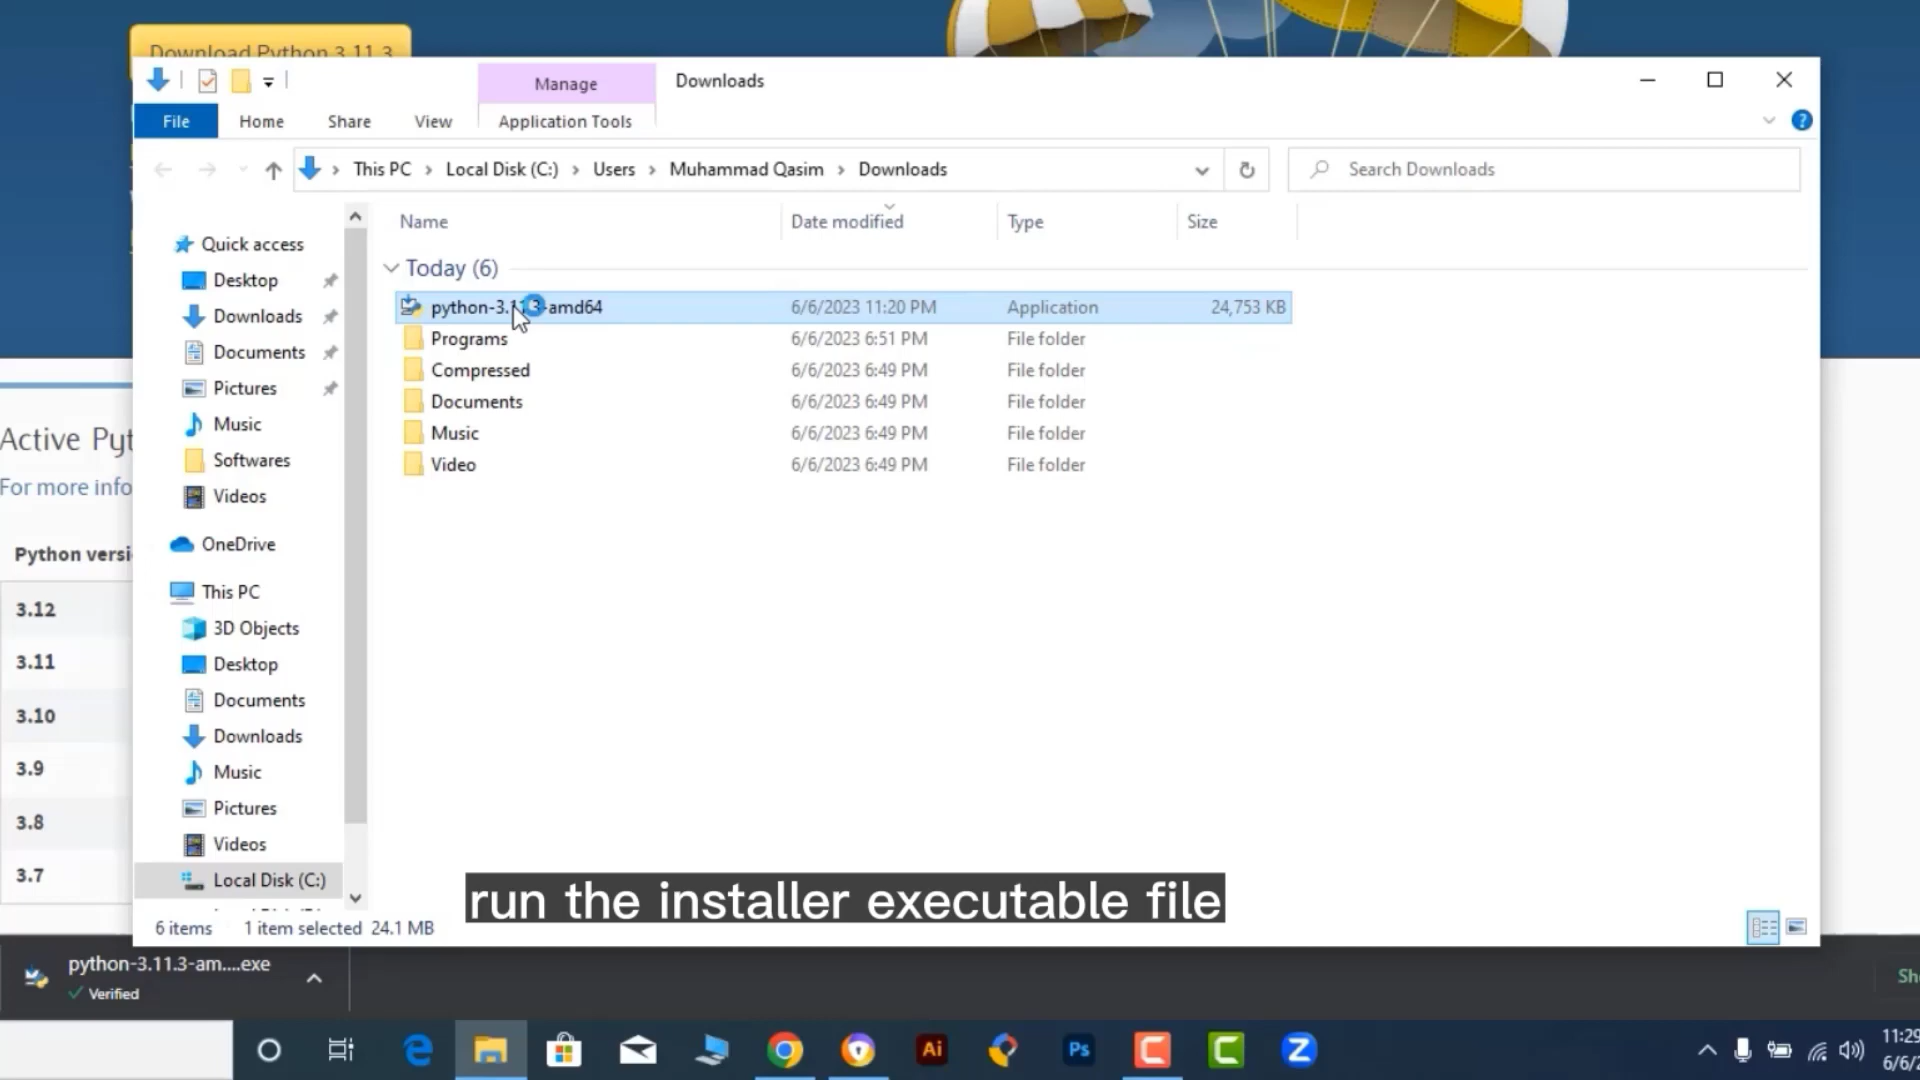 Download Python 3.11.3
Manage
Downloads
File
Home
Share
View
Application Tools
This PC
Local Disk (C:)
Users
Muhammad Qasim
Downloads
Search Downloads
Name
Date modified
Type
Size
Today (6)
python-3.11.3-amd64 6/6/2023 11:20 PM Application 24,753 KB
Programs 6/6/2023 6:51 PM File folder
Compressed 6/6/2023 6:49 PM File folder
Documents 6/6/2023 6:49 PM File folder
Music 6/6/2023 6:49 PM File folder
Video 6/6/2023 6:49 PM File folder
Quick access
Desktop
Downloads
Documents
Pictures
Music
Softwares
Videos
OneDrive
This PC
3D Objects
Desktop
Documents
Downloads
Music
Pictures
Videos
Local Disk (C:)
6 items 1 item selected 24.1 MB
Active Pyt
For more info
Python versi
3.12
3.11
3.10
3.9
3.8
3.7
run the installer executable file
python-3.11.3-am....exe
Verified
Sh
Ai
Ps
11:29
6/6/2